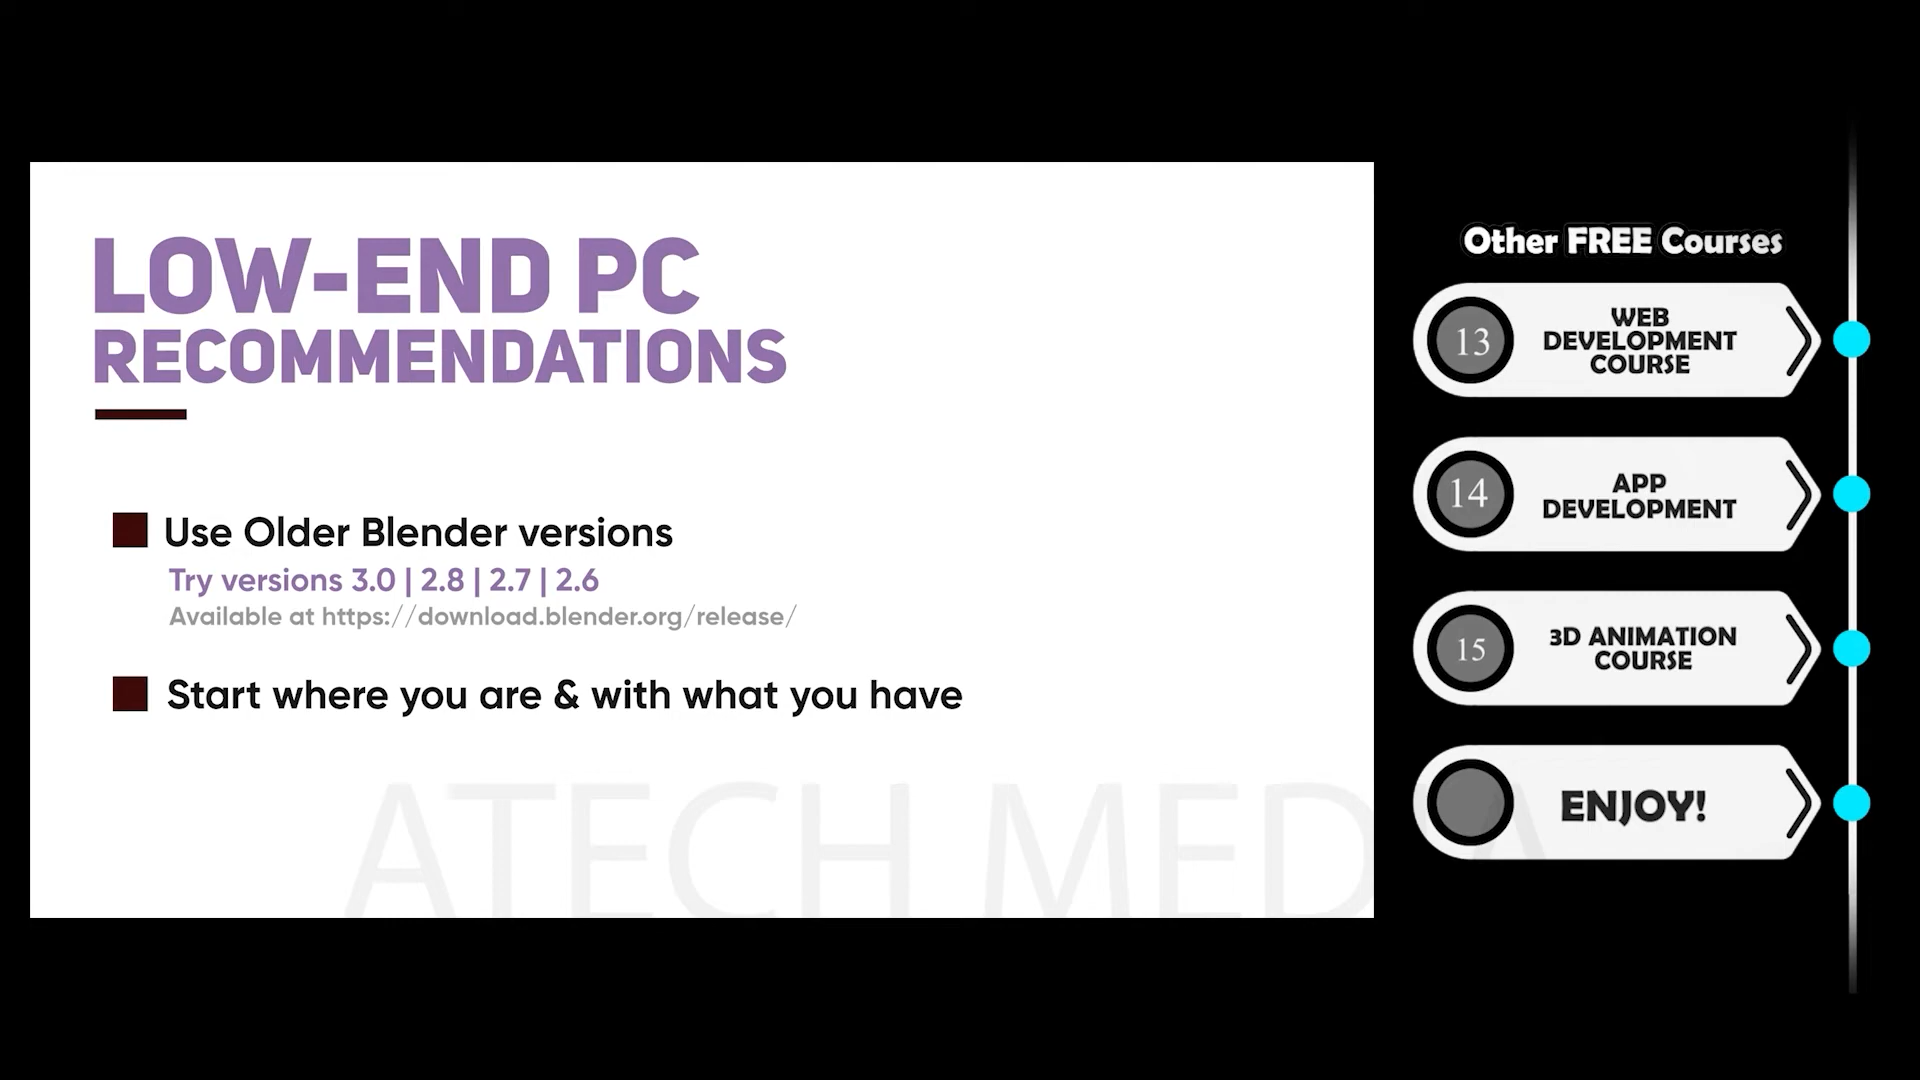 LOW-END PC
RECOMMENDATIONS
Use Older Blender versions
Try versions 3.0 | 2.8 | 2.7 | 2.6
Available at https://download.blender.org/release/
Start where you are & with what you have
ATECH MEDIA
Other FREE Courses
13
WEB
DEVELOPMENT
COURSE
14
APP
DEVELOPMENT
15
3D ANIMATION
COURSE
ENJOY!